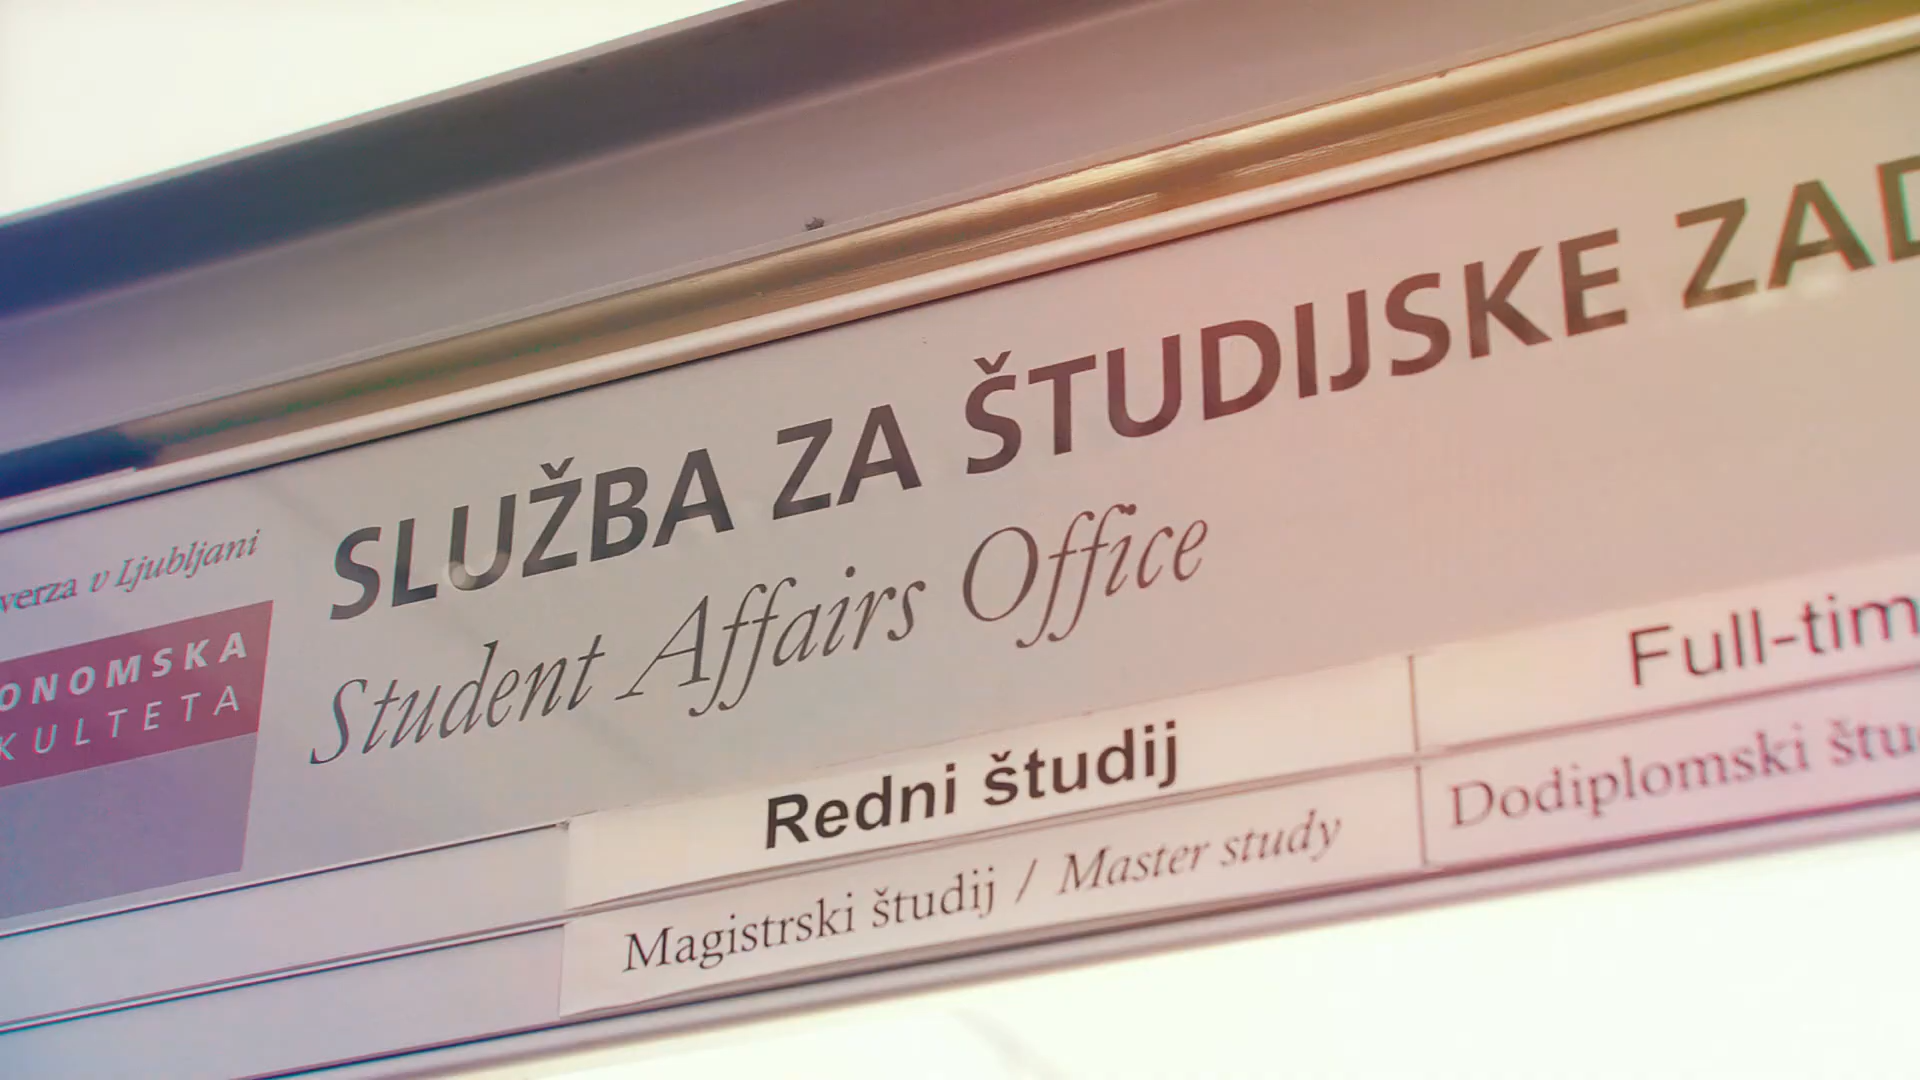 verza v Ljubljani
ONOMSKA
KULTETA
SLUŽBA ZA ŠTUDIJSKE ZAD
Student Affairs Office
Redni študij
Full-tim
Magistrski študij / Master study
Dodiplomski štu